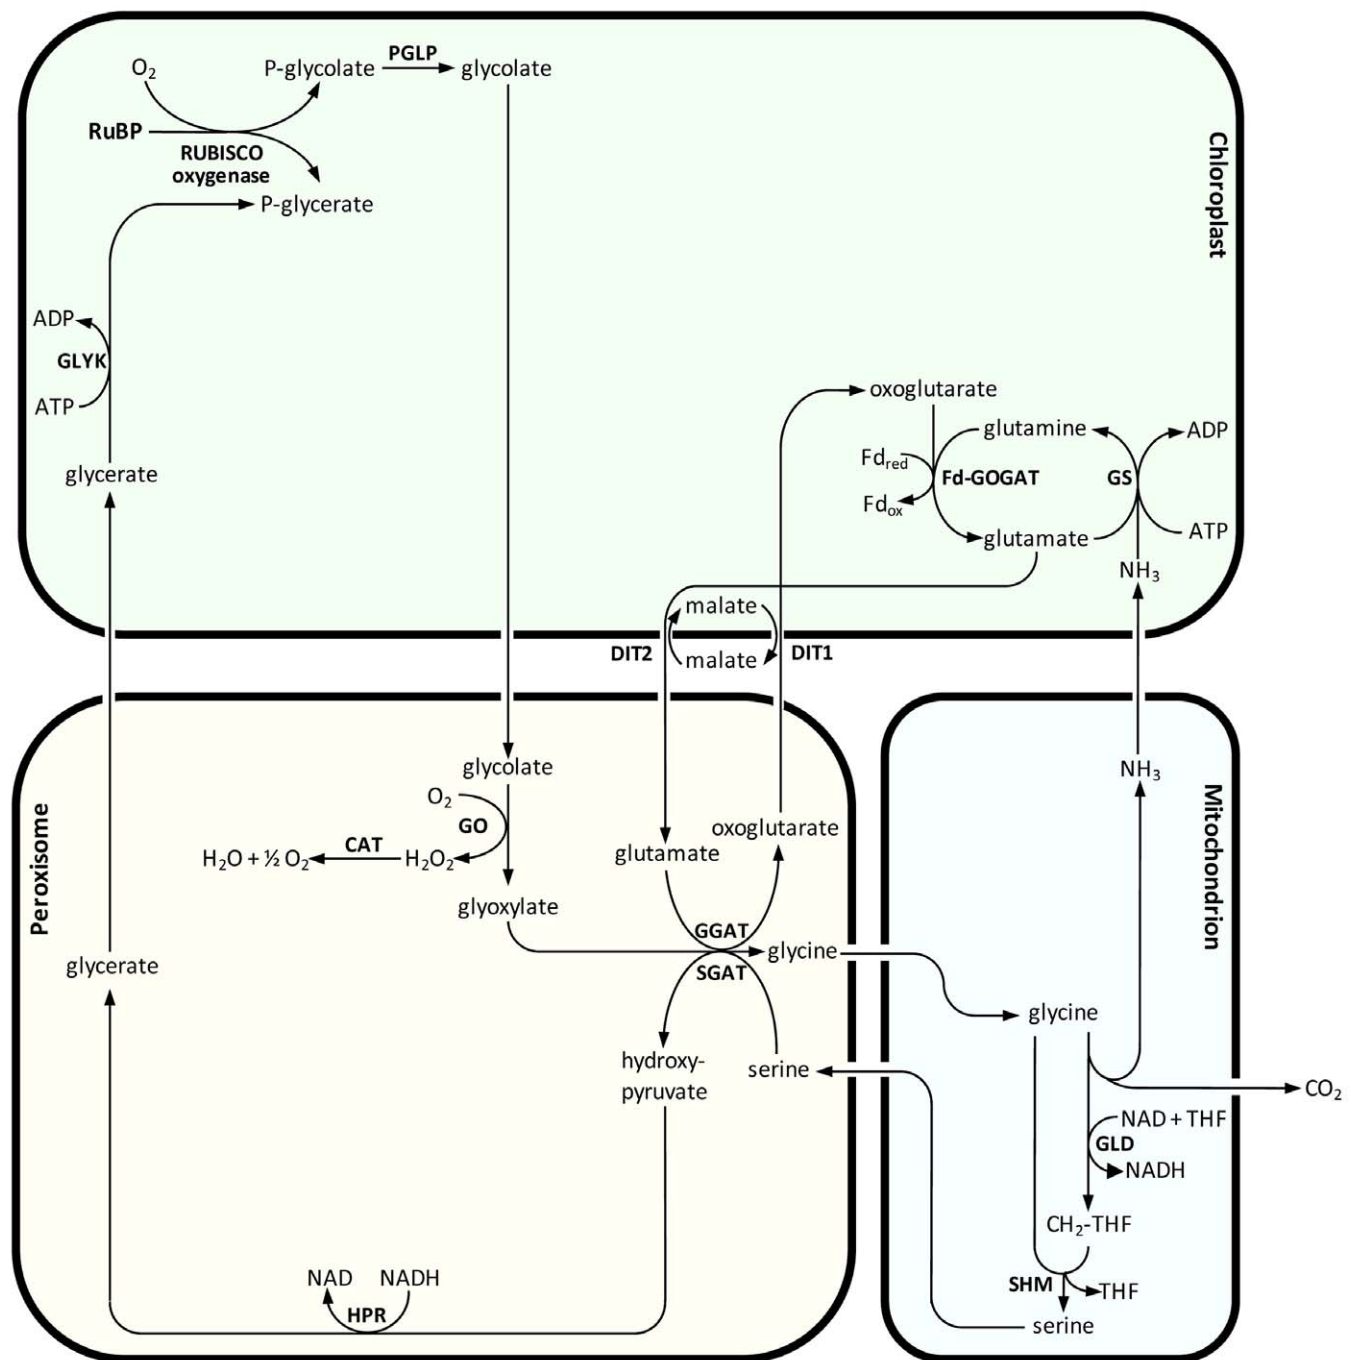 O₂
P-glycolate
PGLP
glycolate
RuBP
RUBISCO
oxygenase
P-glycerate
Chloroplast
ADP
GLYK
ATP
glycerate
oxoglutarate
glutamine
ADP
Fd_red
Fd-GOGAT
GS
Fd_ox
glutamate
ATP
NH₃
malate
DIT2
malate
DIT1
Peroxisome
Mitochondrion
glycolate
NH₃
O₂
GO
oxoglutarate
H₂O + ½ O₂
CAT
H₂O₂
glutamate
glyoxylate
GGAT
glycine
SGAT
glycerate
glycine
hydroxy-
pyruvate
serine
CO₂
NAD + THF
GLD
NADH
CH₂-THF
NAD
NADH
HPR
SHM
THF
serine